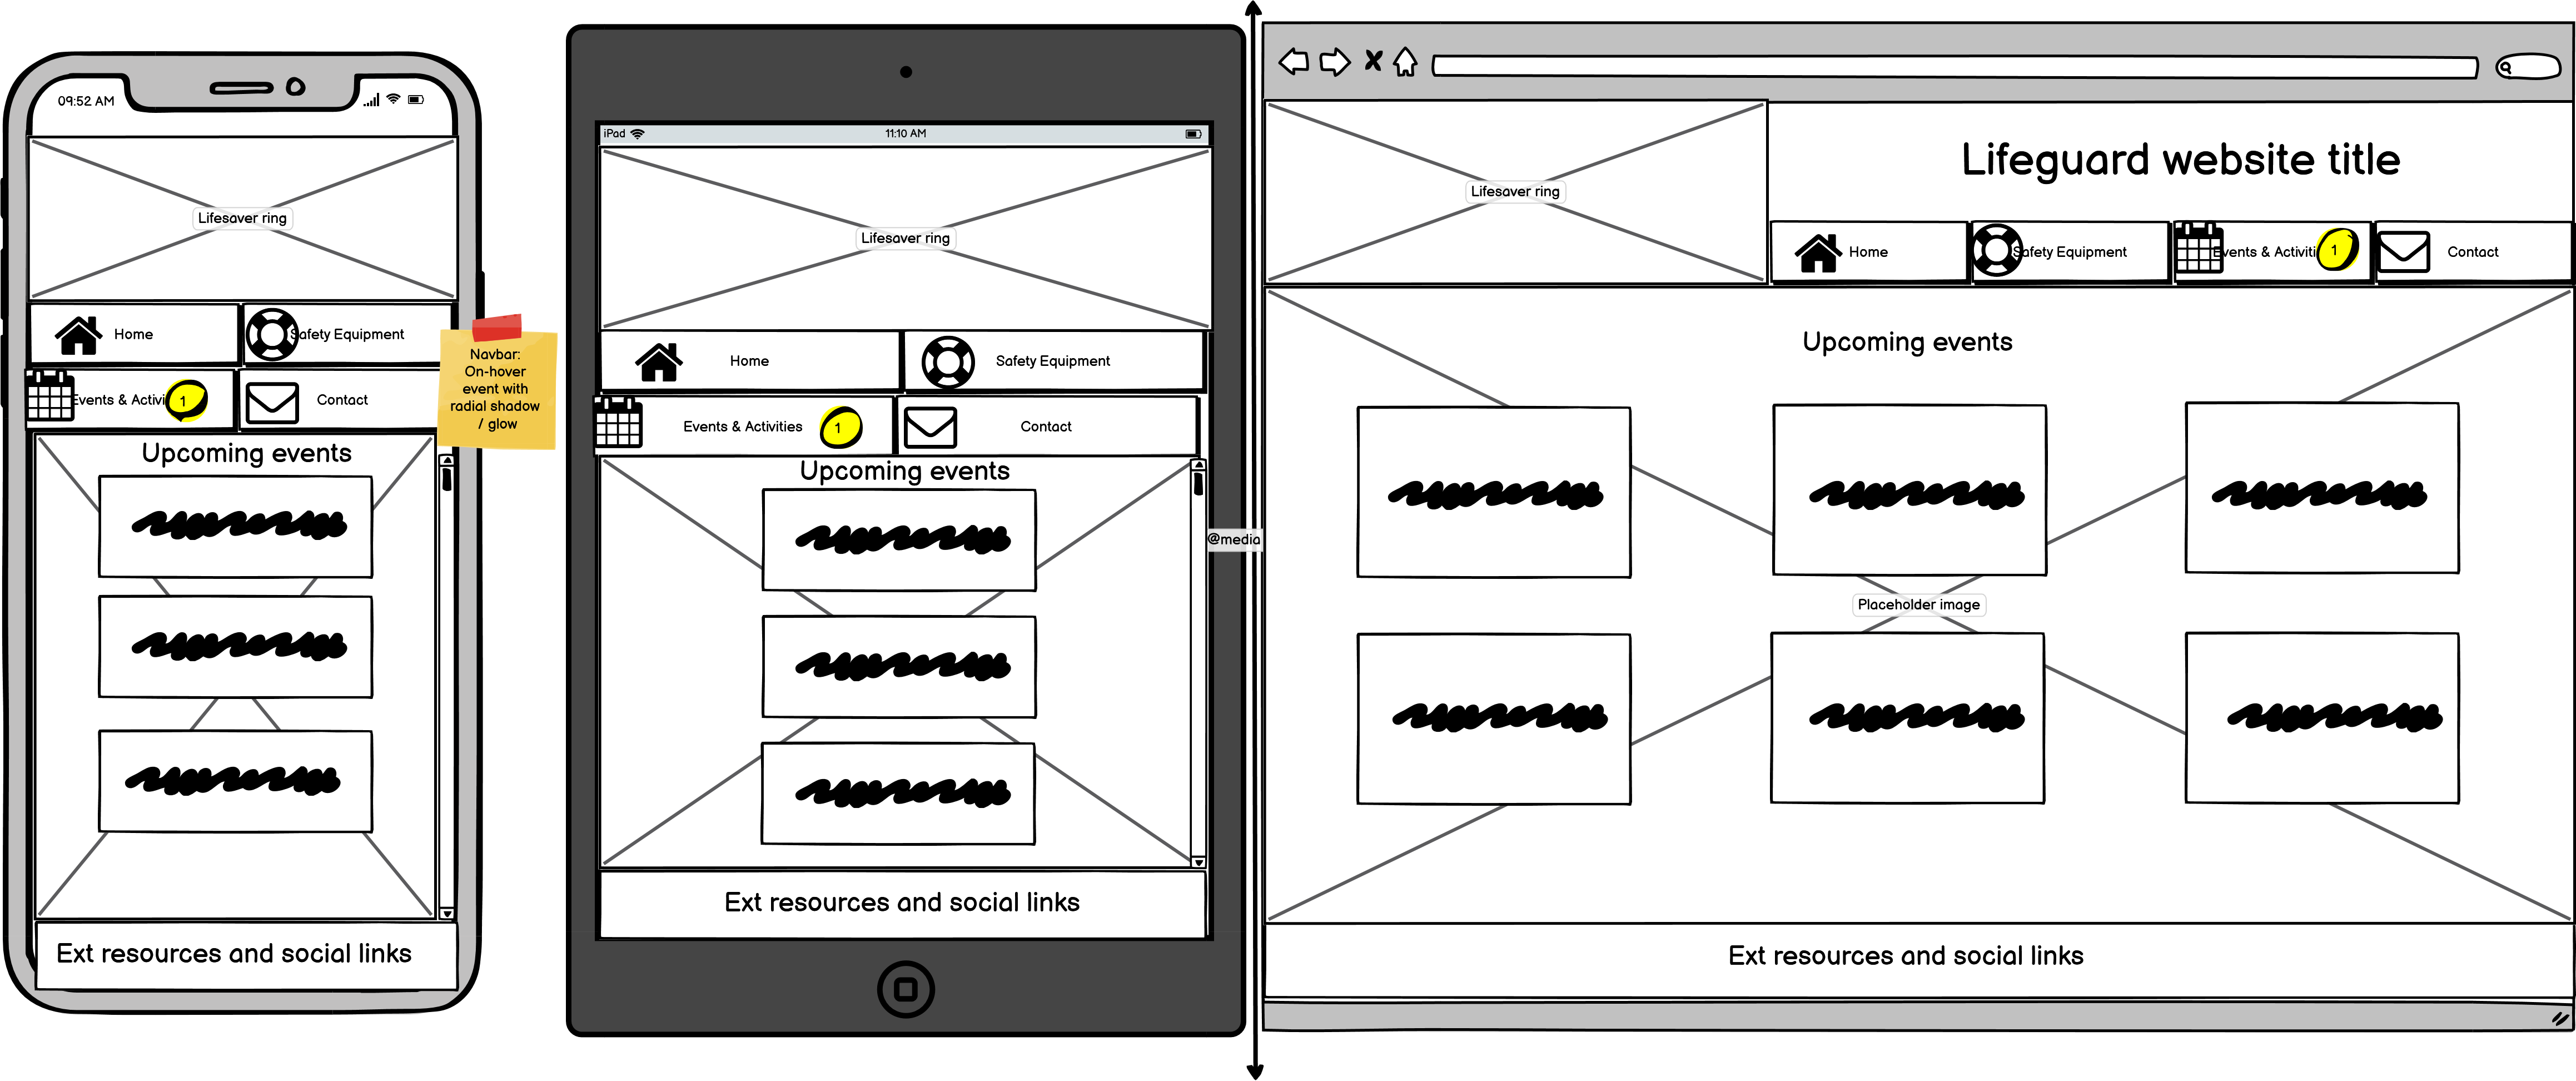 09:52 AM
Lifesaver ring
Home
Safety Equipment
Events & Activi
1
Contact
Upcoming events
Ext resources and social links
Navbar:
On-hover
event with
radial shadow
/ glow
iPad
11:10 AM
Lifesaver ring
Home
Safety Equipment
Events & Activities
1
Contact
Upcoming events
Ext resources and social links
@media
Lifesaver ring
Lifeguard website title
Home
Safety Equipment
Events & Activiti
1
Contact
Upcoming events
Placeholder image
Ext resources and social links